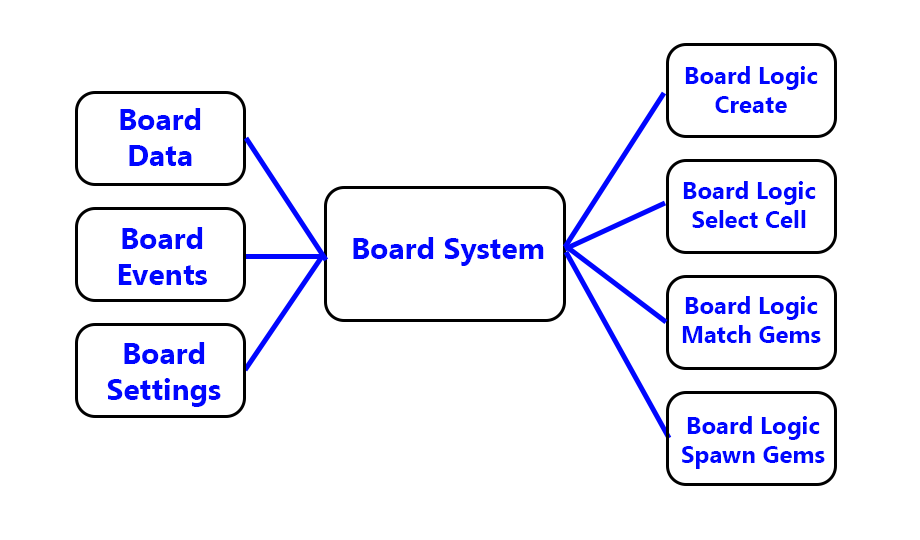 Board
Data
Board
Events
Board
Settings
Board System
Board Logic
Create
Board Logic
Select Cell
Board Logic
Match Gems
Board Logic
Spawn Gems